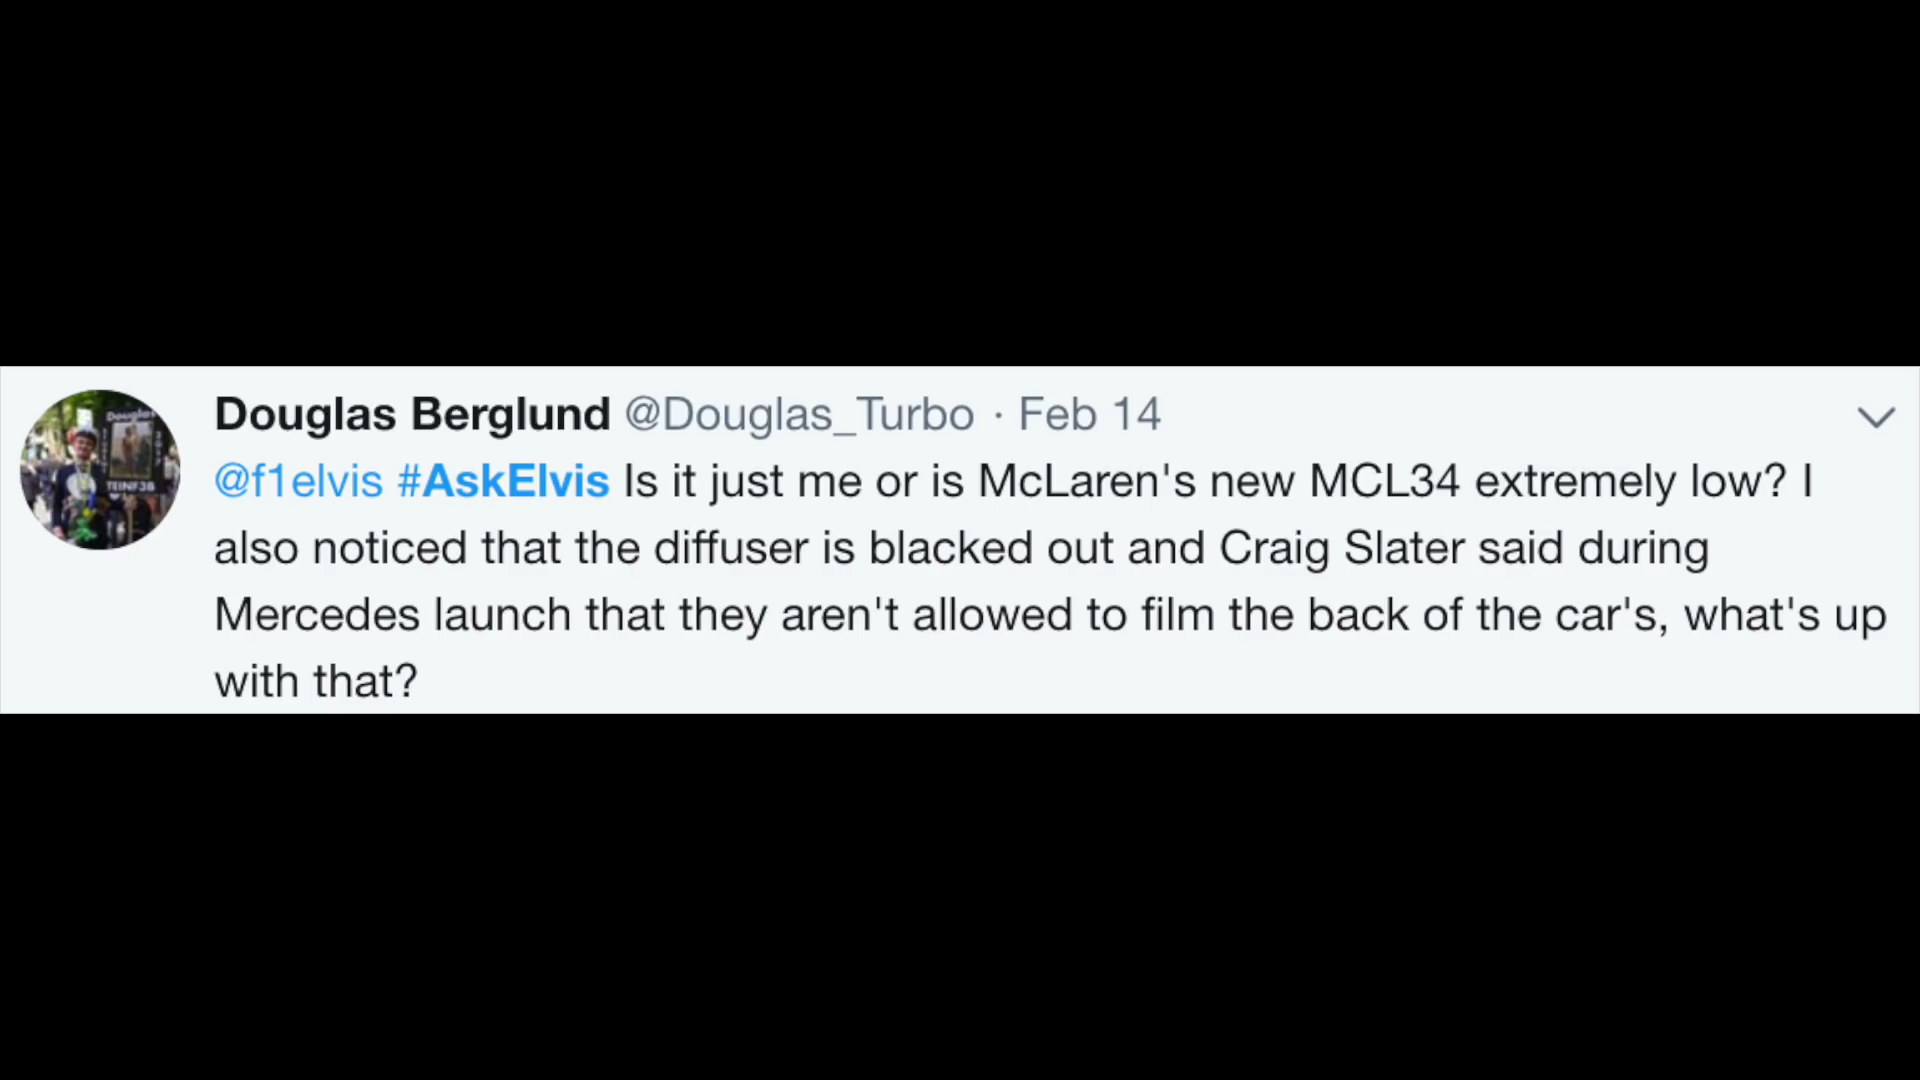 Douglas Berglund @Douglas_Turbo · Feb 14
@f1elvis #AskElvis Is it just me or is McLaren's new MCL34 extremely low? I
also noticed that the diffuser is blacked out and Craig Slater said during
Mercedes launch that they aren't allowed to film the back of the car's, what's up
with that?
Douglas